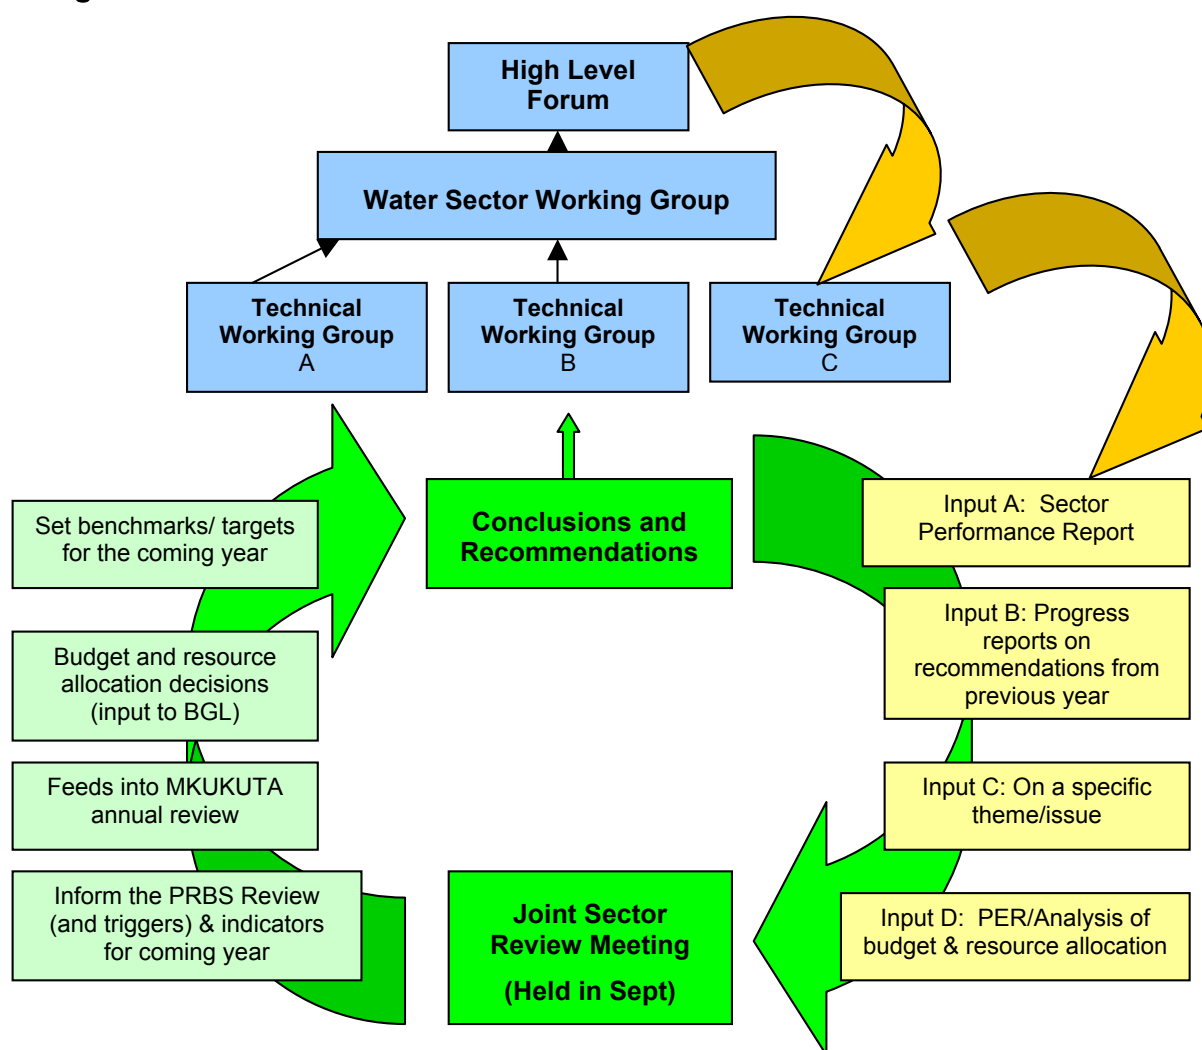 High Level
Forum
Water Sector Working Group
Technical
Working Group
A
Technical
Working Group
B
Technical
Working Group
C
Set benchmarks/ targets
for the coming year
Budget and resource
allocation decisions
(input to BGL)
Feeds into MKUKUTA
annual review
Inform the PRBS Review
(and triggers) & indicators
for coming year
Conclusions and
Recommendations
Joint Sector
Review Meeting
(Held in Sept)
Input A:  Sector
Performance Report
Input B: Progress
reports on
recommendations from
previous year
Input C: On a specific
theme/issue
Input D:  PER/Analysis of
budget & resource allocation